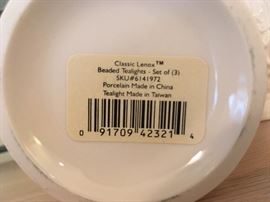 Classic Lenox™
Beaded Tealights - Set of (3)
SKU#6141972
Porcelain Made in China
Tealight Made in Taiwan
0 91709 42321 4